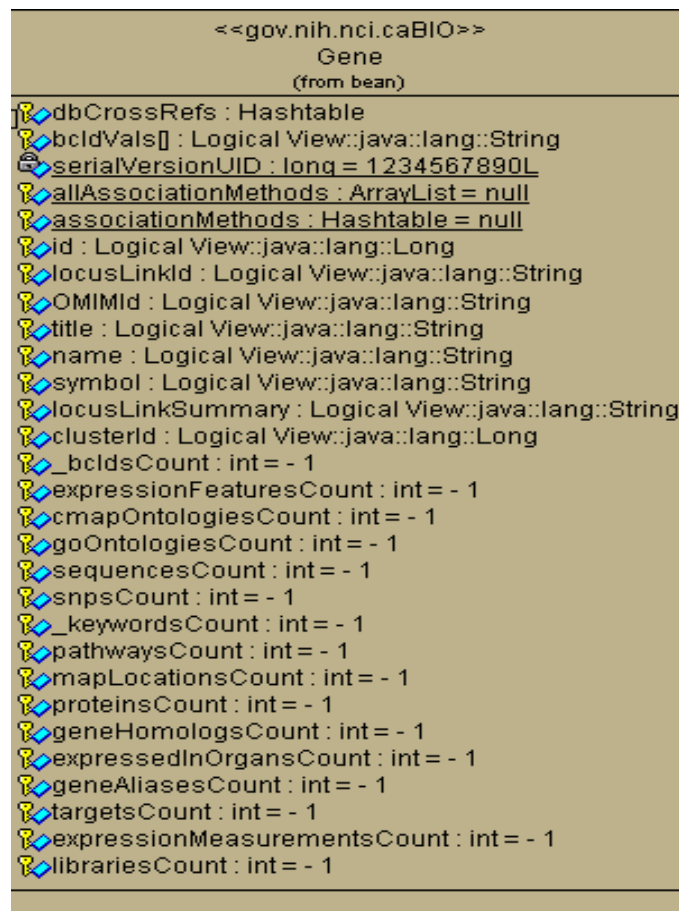 <<gov.nih.nci.caBIO>>
Gene
(from bean)
dbCrossRefs : Hashtable
bcIdVals[] : Logical View::java::lang::String
serialVersionUID : long = 1234567890L
allAssociationMethods : ArrayList = null
associationMethods : Hashtable = null
id : Logical View::java::lang::Long
locusLinkId : Logical View::java::lang::String
OMIMId : Logical View::java::lang::String
title : Logical View::java::lang::String
name : Logical View::java::lang::String
symbol : Logical View::java::lang::String
locusLinkSummary : Logical View::java::lang::String
clusterId : Logical View::java::lang::Long
_bcIdsCount : int = - 1
expressionFeaturesCount : int = - 1
cmapOntologiesCount : int = - 1
goOntologiesCount : int = - 1
sequencesCount : int = - 1
snpsCount : int = - 1
_keywordsCount : int = - 1
pathwaysCount : int = - 1
mapLocationsCount : int = - 1
proteinsCount : int = - 1
geneHomologsCount : int = - 1
expressedInOrgansCount : int = - 1
geneAliasesCount : int = - 1
targetsCount : int = - 1
expressionMeasurementsCount : int = - 1
librariesCount : int = - 1